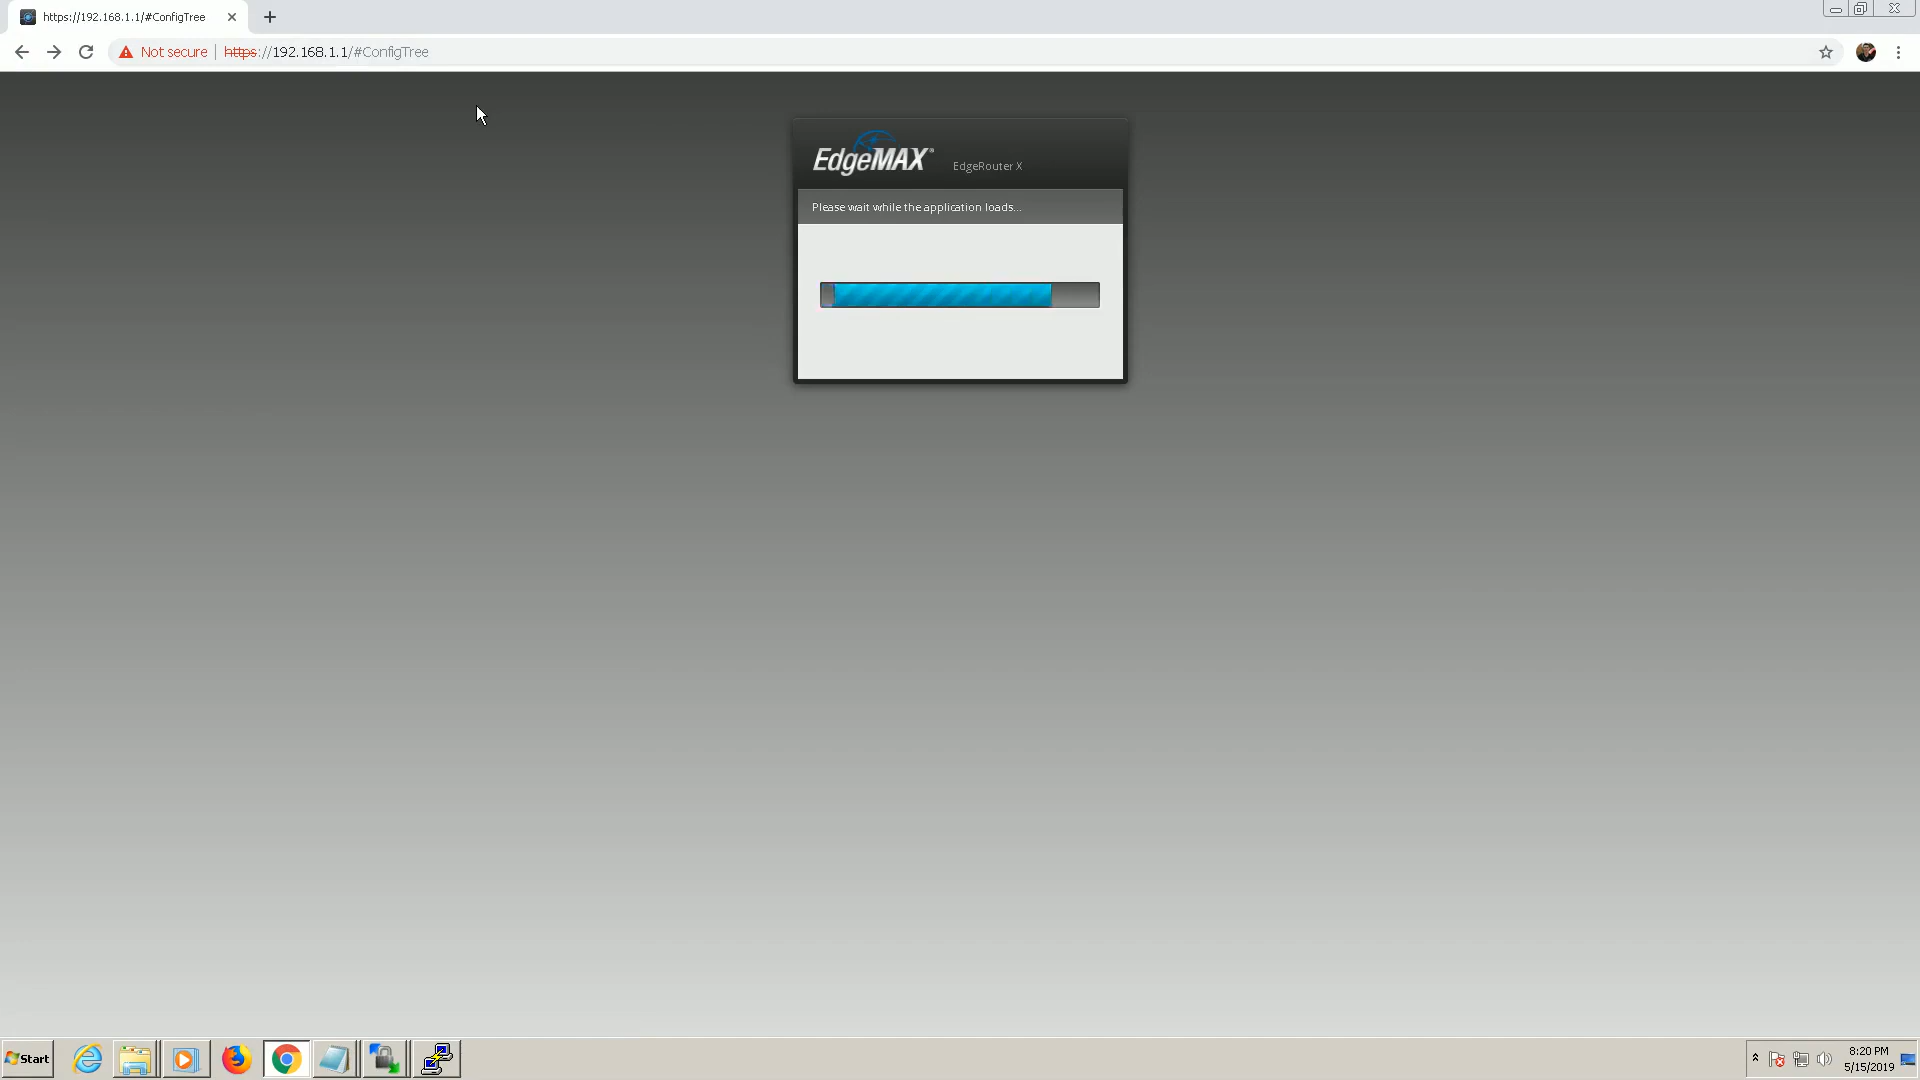 https://192.168.1.1/#ConfigTree
Not secure
https://192.168.1.1/#ConfigTree
EdgeMAX®
EdgeRouter X
Please wait while the application loads...
Start
8:20 PM
5/15/2019